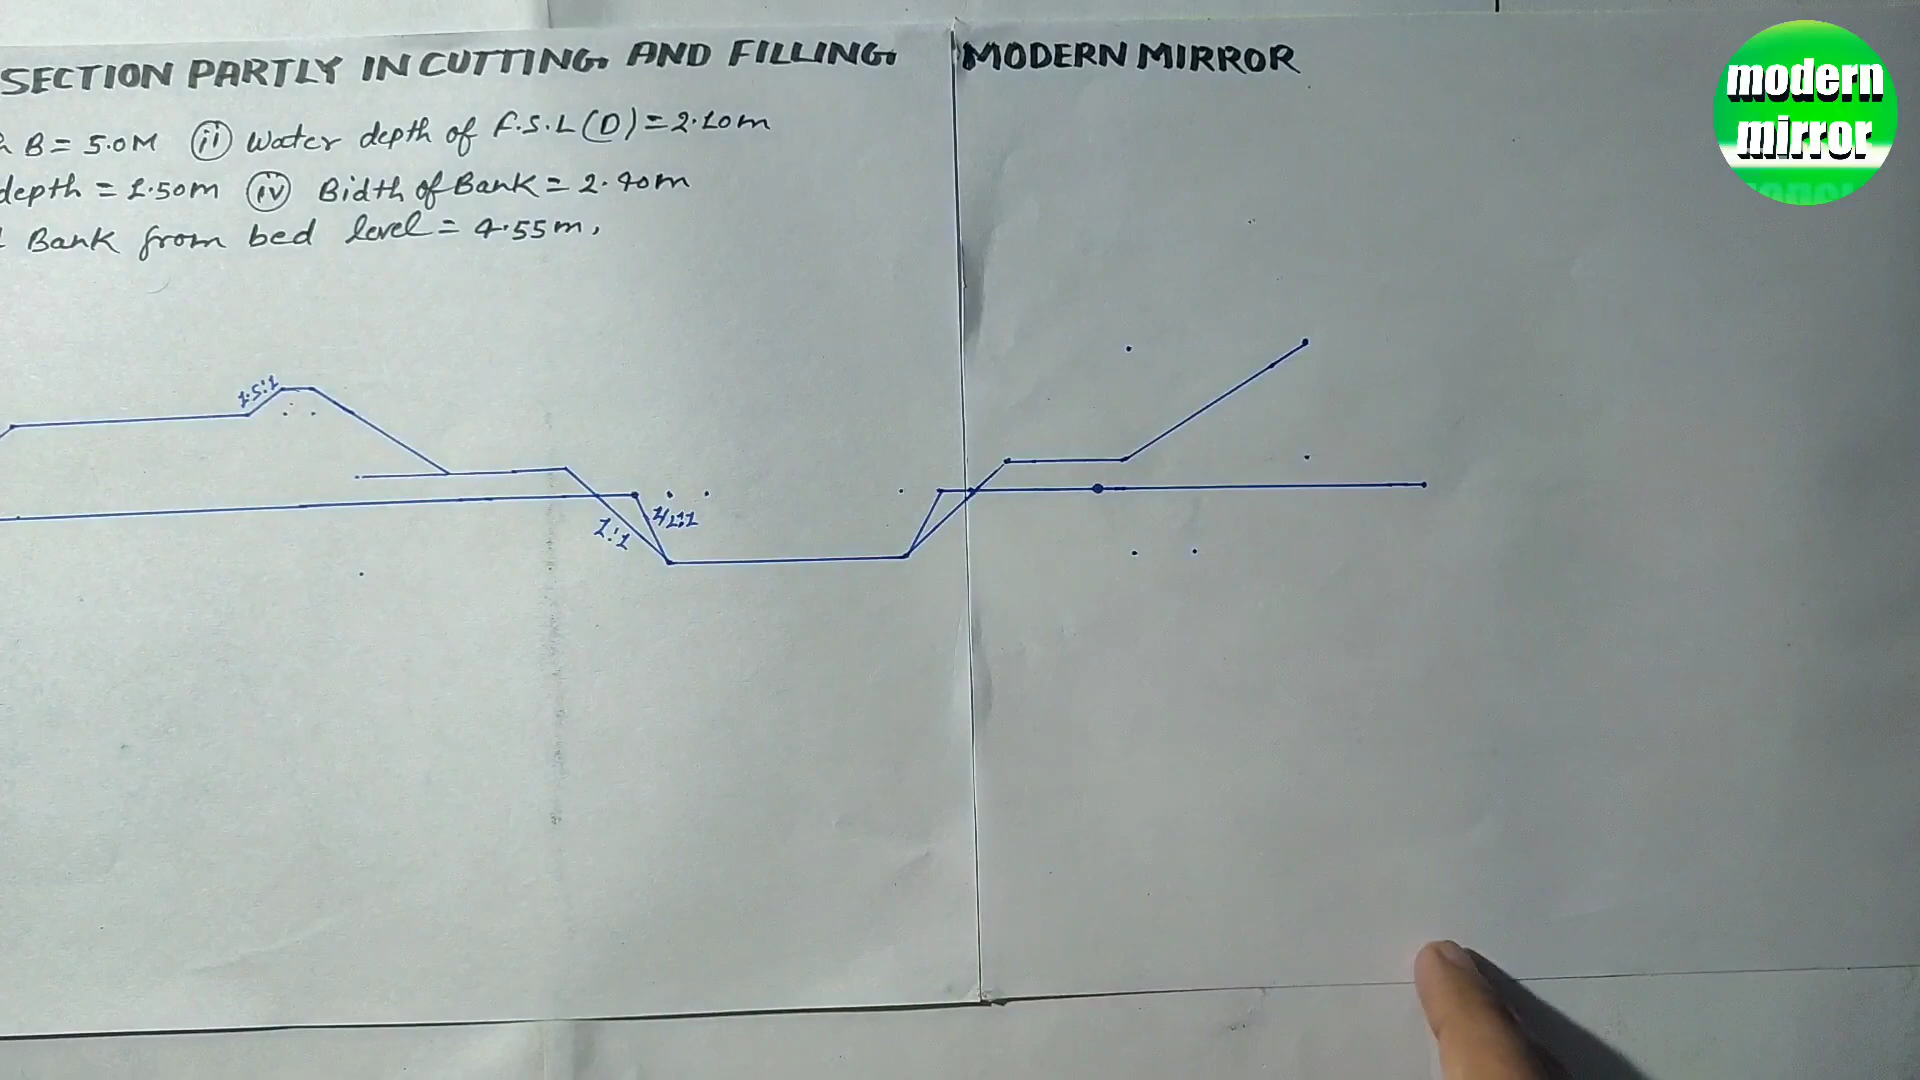 SECTION PARTLY IN CUTTING. AND FILLING. MODERN MIRROR
B = 5.0M (ii) Water depth of F.S.L (D) = 2.10m
depth = 1.50m (iv) Bidth of Bank = 2.40m
Bank from bed level = 4.55m,
1.5:1
1:1
1/2:1
modern
mirror